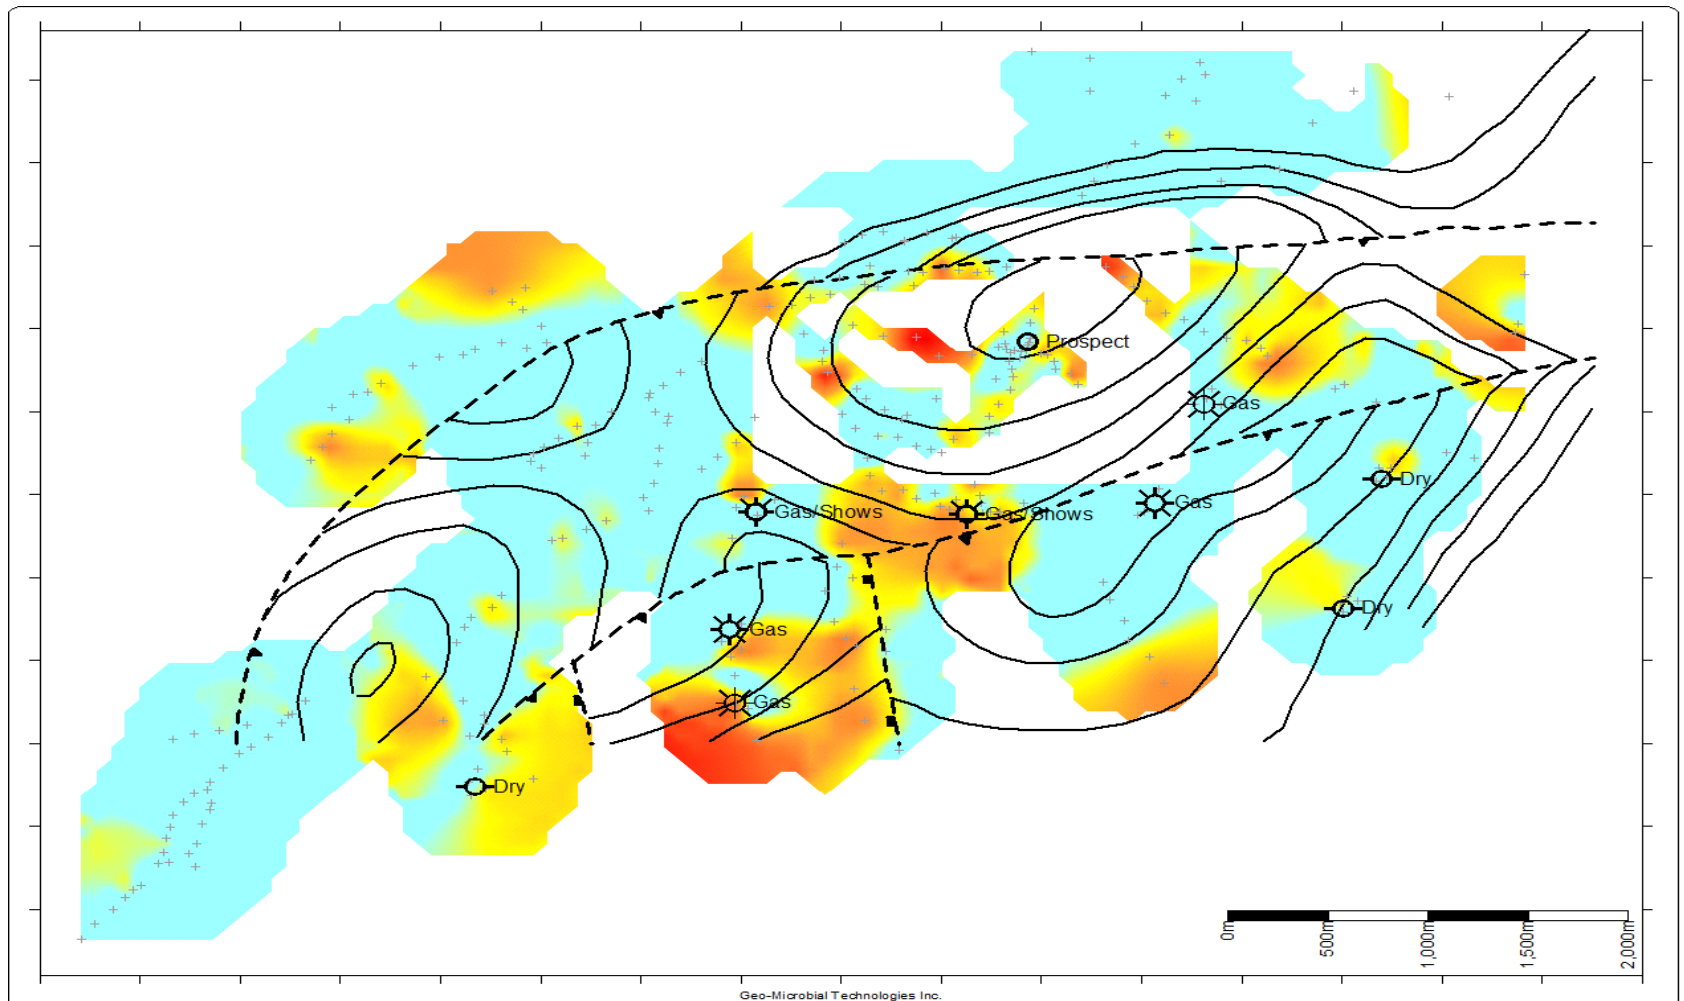 Prospect
Gas
Dry
Gas/Shows
Gas/Shows
Gas
Dry
Gas
Gas
Dry
0m
500m
1,000m
1,500m
2,000m
Geo-Microbial Technologies Inc.